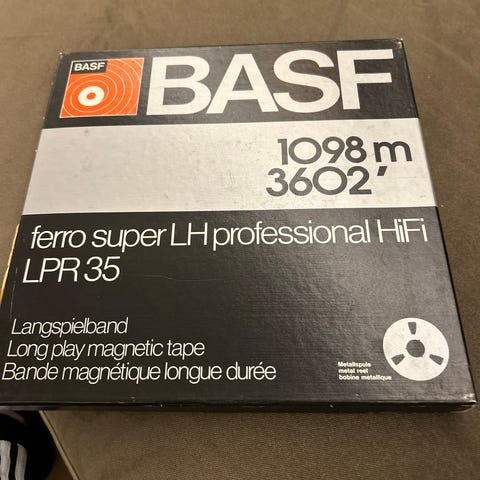 BASF
BASF
1098 m
3602'
ferro super LH professional HiFi
LPR 35
Langspielband
Long play magnetic tape
Bande magnétique longue durée
Metallspule
metal reel
bobine metallique